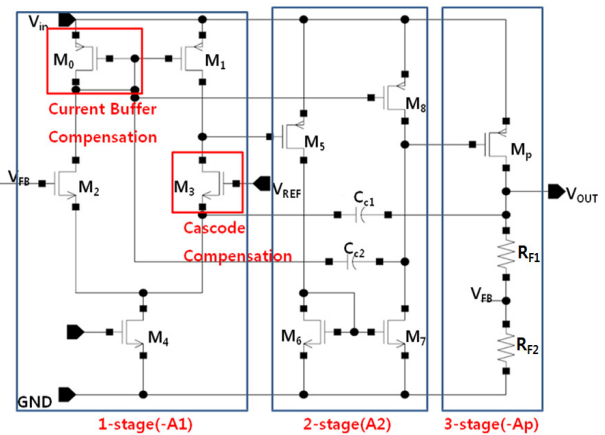 Vin
M0
M1
M8
Current Buffer
Compensation
M5
Mp
VFB
M2
M3
VREF
VOUT
Cc1
Cascode
Compensation
Cc2
RF1
VFB
M4
M6
M7
RF2
GND
1-stage(-A1)
2-stage(A2)
3-stage(-Ap)